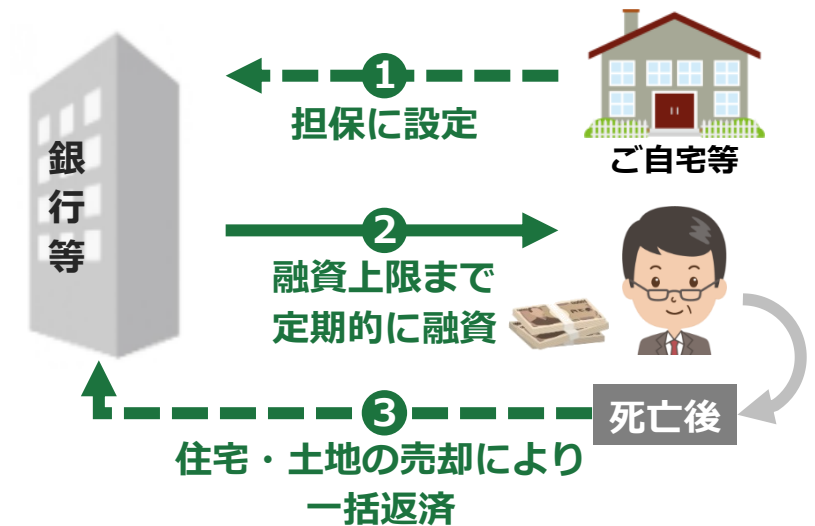 銀行等
1
担保に設定
ご自宅等
2
融資上限まで
定期的に融資
死亡後
3
住宅・土地の売却により
一括返済